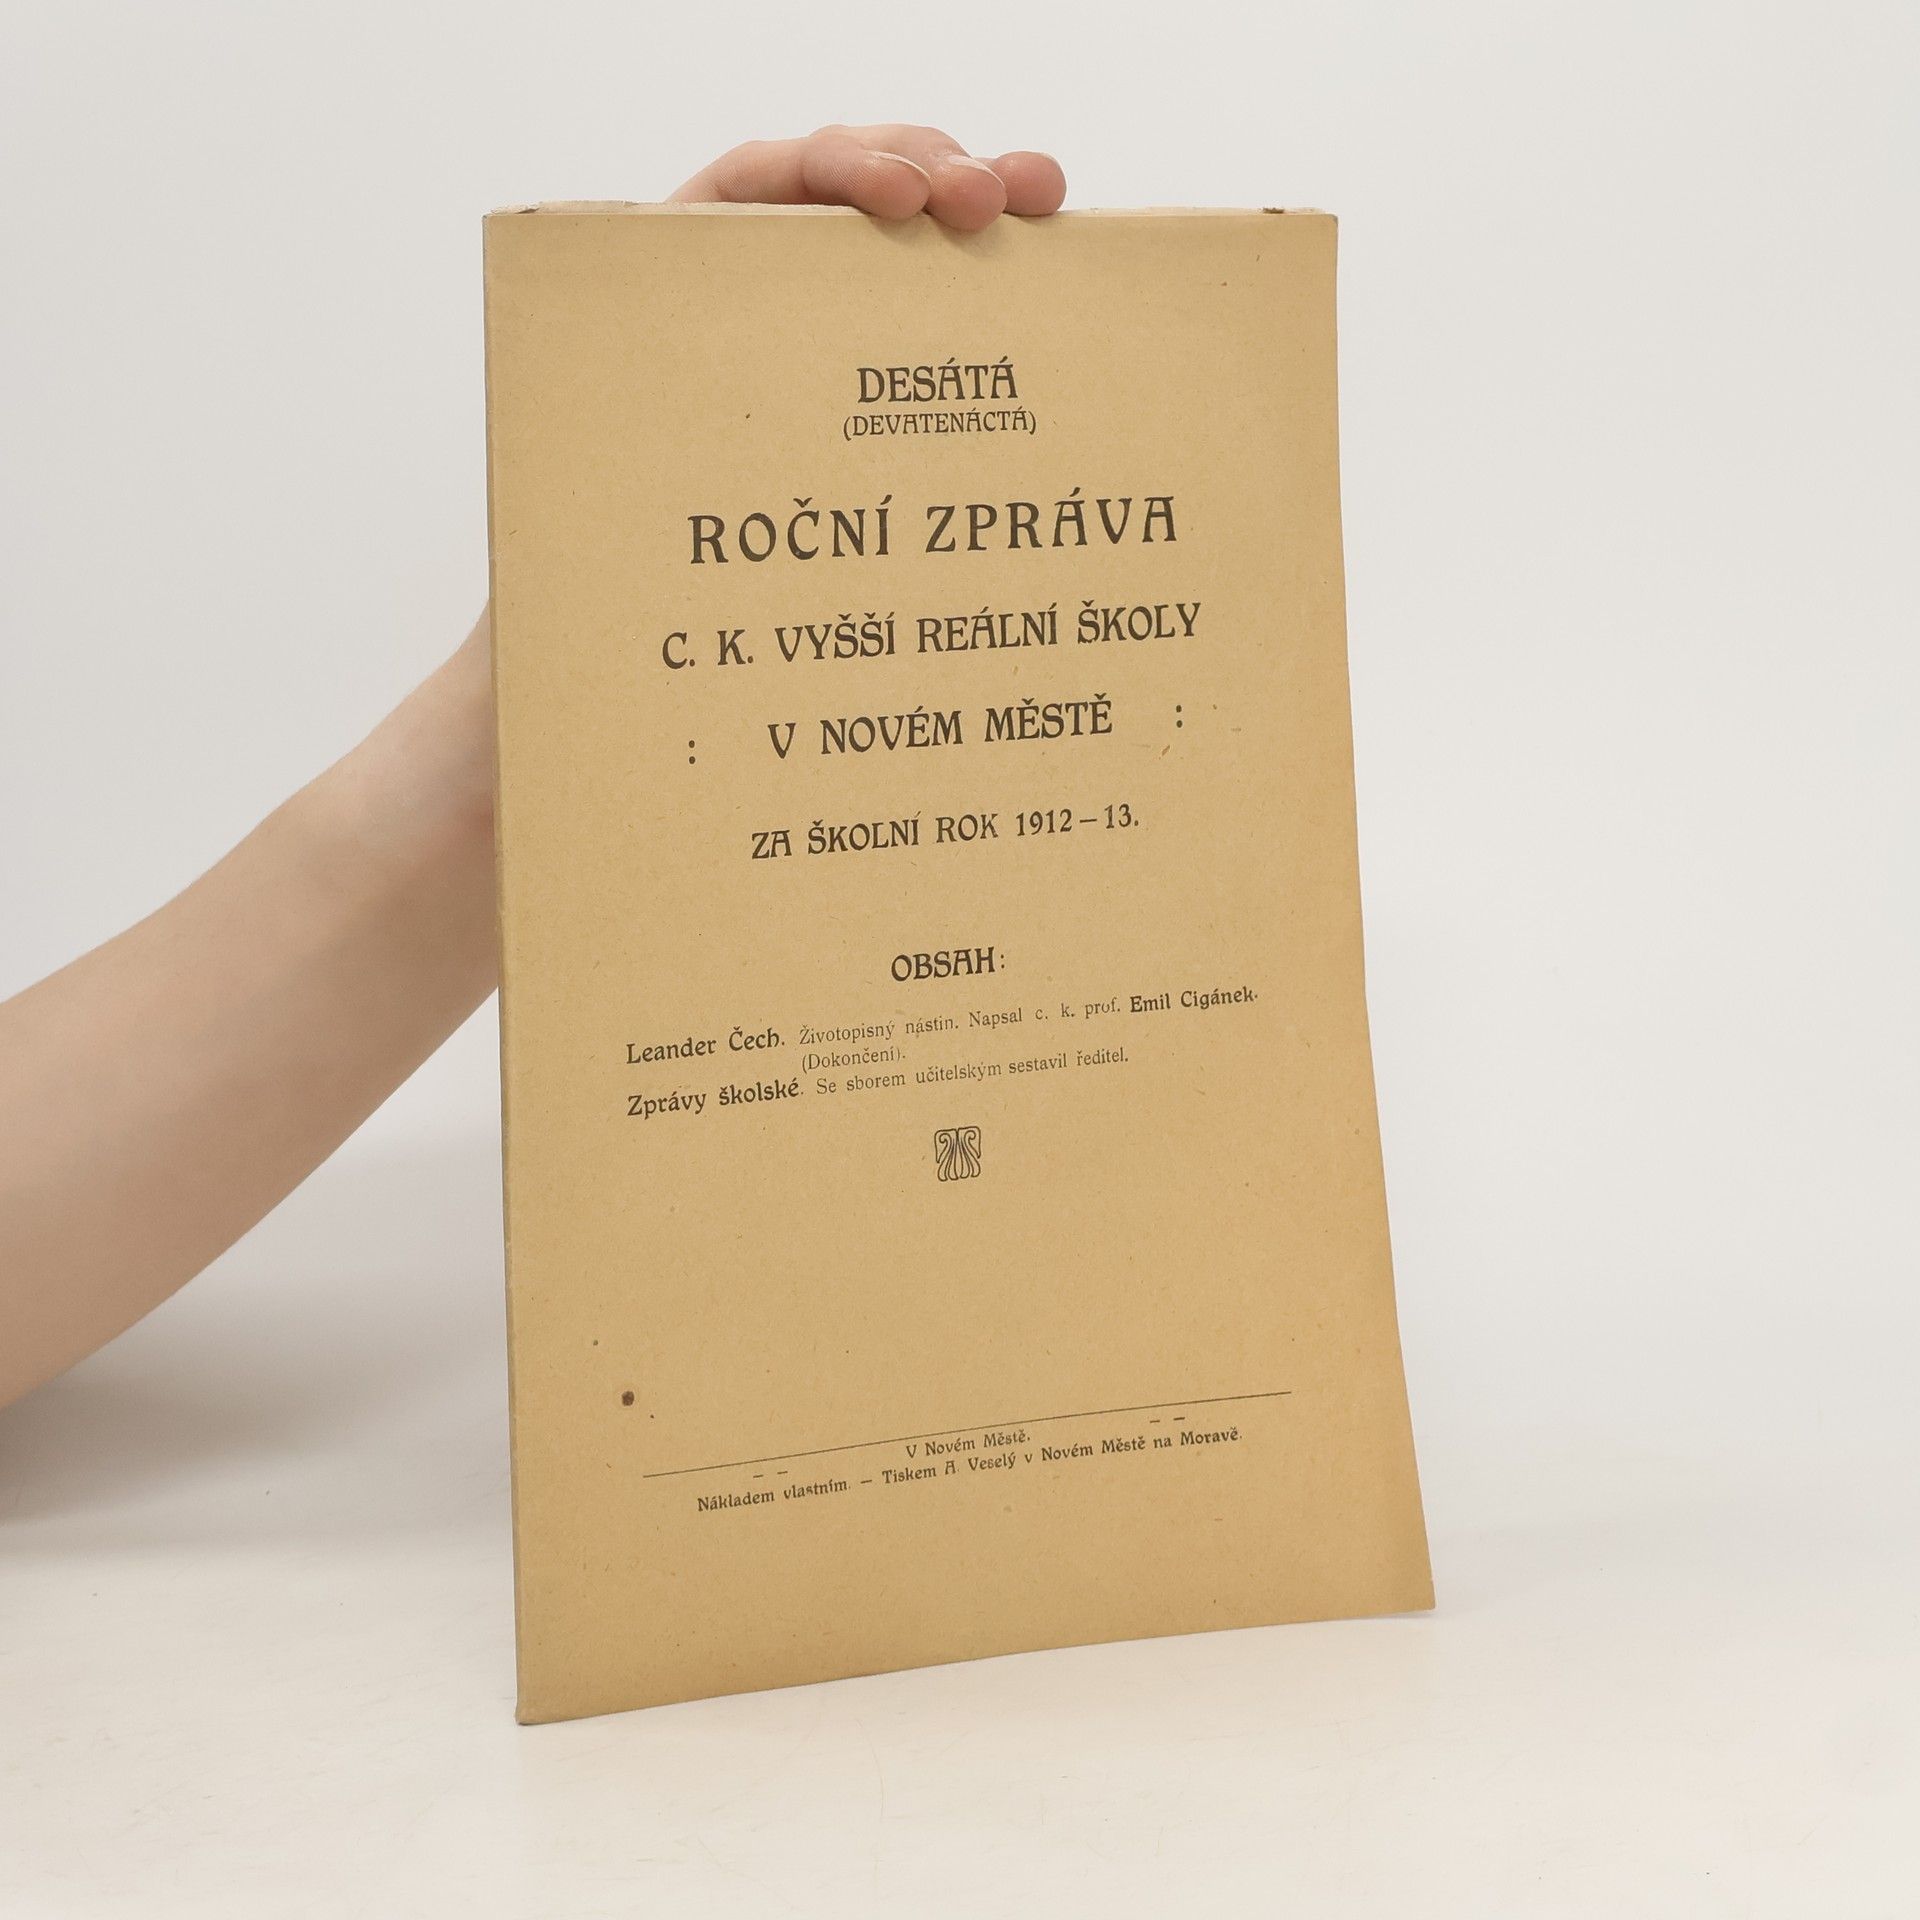 DESÁTÁ
(DEVATENÁCTÁ)
ROČNÍ ZPRÁVA
C. K. VYŠŠÍ REÁLNÍ ŠKOLY
: V NOVÉM MĚSTĚ :
ZA ŠKOLNÍ ROK 1912 – 13.
OBSAH:
Leander Čech. Životopisný nástin. Napsal c. k. prof. Emil Cigánek.
(Dokončení).
Zprávy školské. Se sborem učitelským sestavil ředitel.
V Novém Městě.
Nákladem vlastním. — Tiskem A. Veselý v Novém Městě na Moravě.